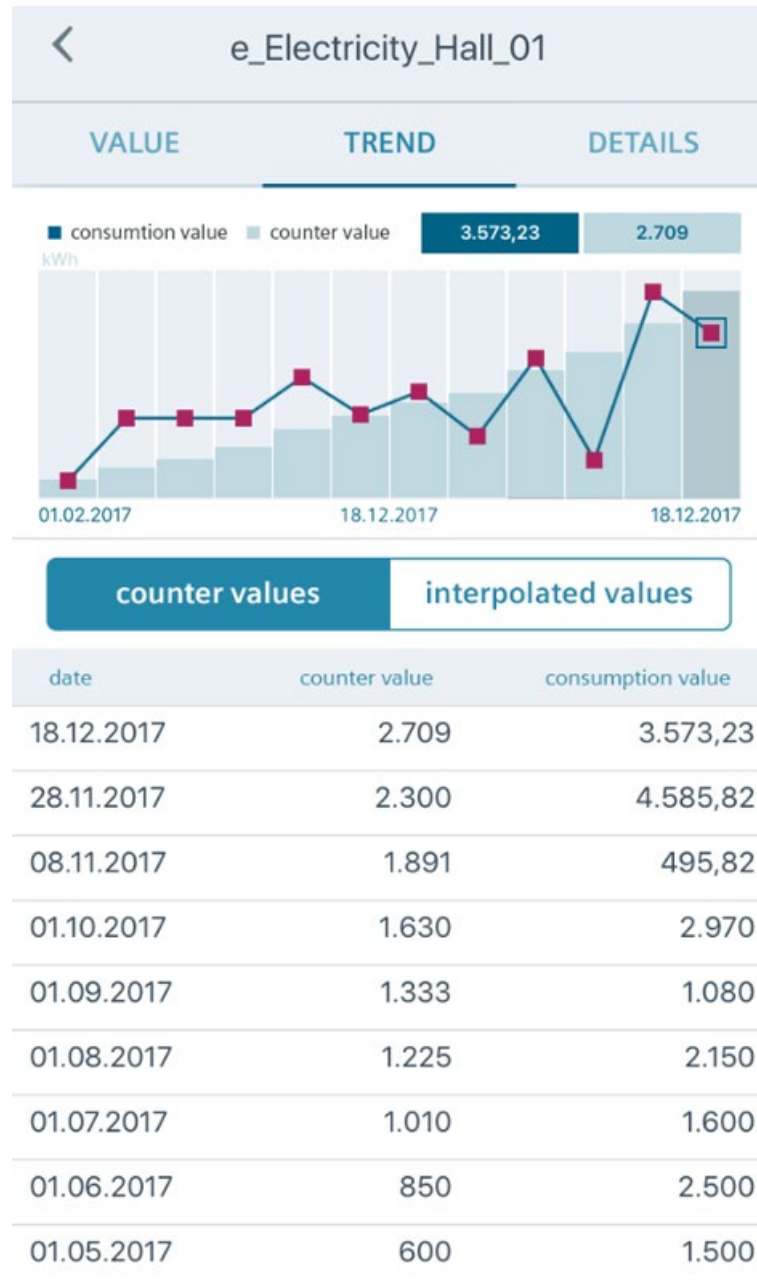 e_Electricity_Hall_01
VALUE TREND DETAILS
consumtion value counter value 3.573,23 2.709
kWh
01.02.2017 18.12.2017 18.12.2017
counter values interpolated values
date counter value consumption value
18.12.2017 2.709 3.573,23
28.11.2017 2.300 4.585,82
08.11.2017 1.891 495,82
01.10.2017 1.630 2.970
01.09.2017 1.333 1.080
01.08.2017 1.225 2.150
01.07.2017 1.010 1.600
01.06.2017 850 2.500
01.05.2017 600 1.500